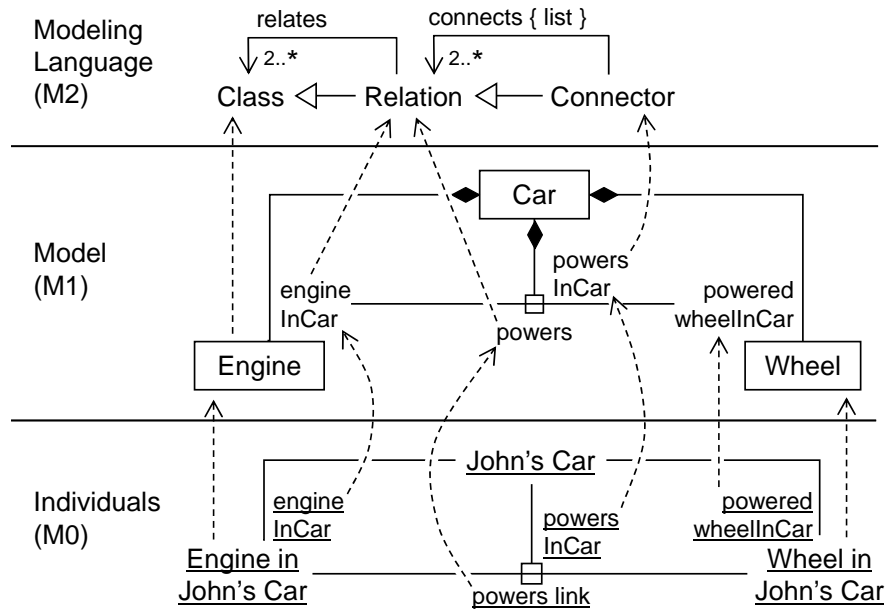 Modeling
Language
(M2)
relates
connects { list }
2..*
2..*
Class
Relation
Connector
Model
(M1)
Car
engine
InCar
powers
InCar
powers
powered
wheelInCar
Engine
Wheel
Individuals
(M0)
John's Car
engine
InCar
powers
InCar
powered
wheelInCar
Engine in
John's Car
powers link
Wheel in
John's Car